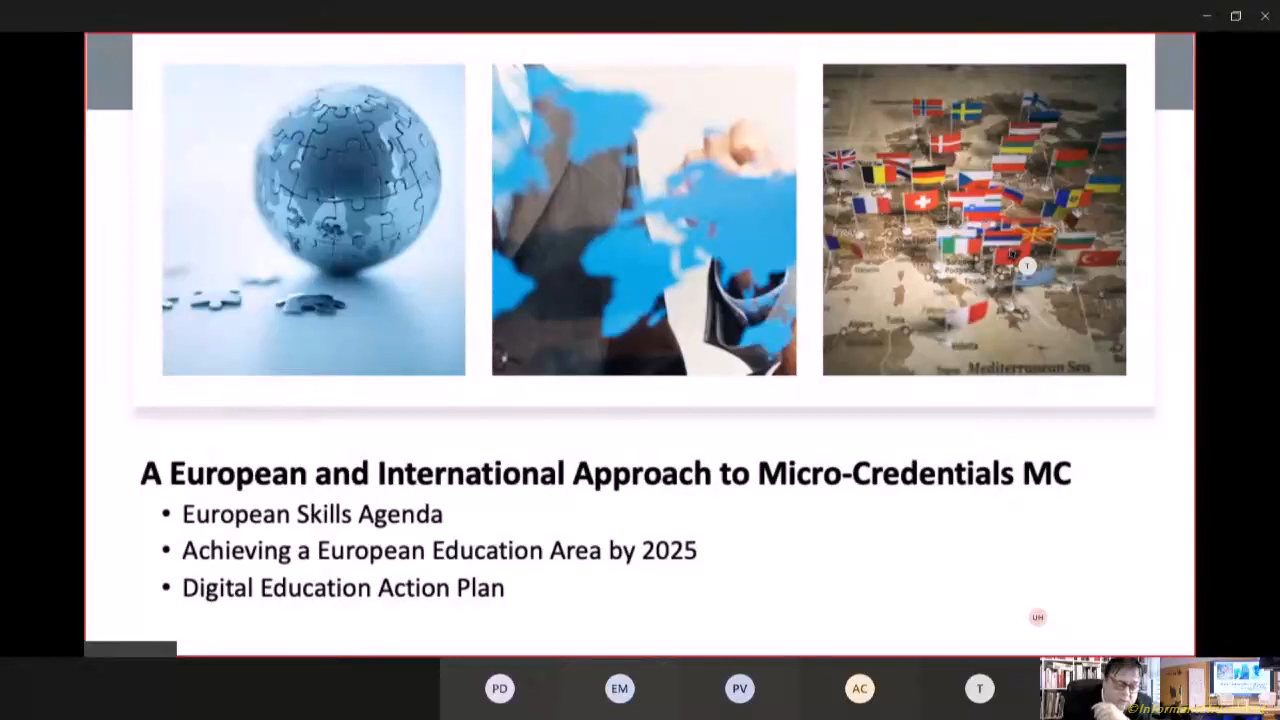 T
Mediterranean Sea
A European and International Approach to Micro-Credentials MC
• European Skills Agenda
• Achieving a European Education Area by 2025
• Digital Education Action Plan
UH
PD
EM
PV
AC
T